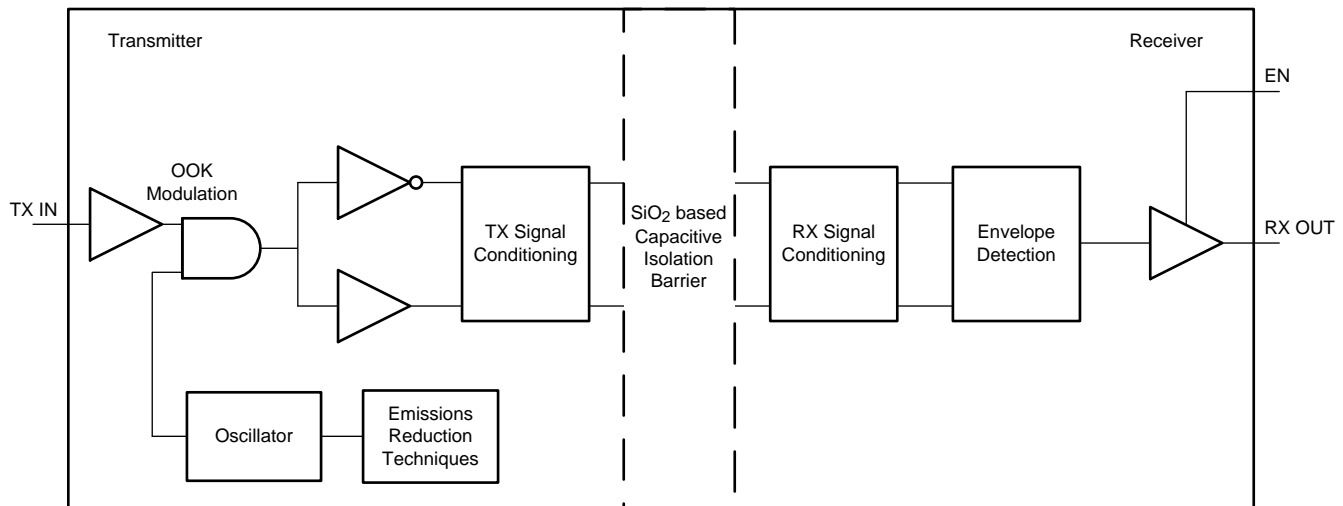 Transmitter
Receiver
EN
OOK
Modulation
TX IN
TX Signal
Conditioning
SiO2 based
Capacitive
Isolation
Barrier
RX Signal
Conditioning
Envelope
Detection
RX OUT
Oscillator
Emissions
Reduction
Techniques